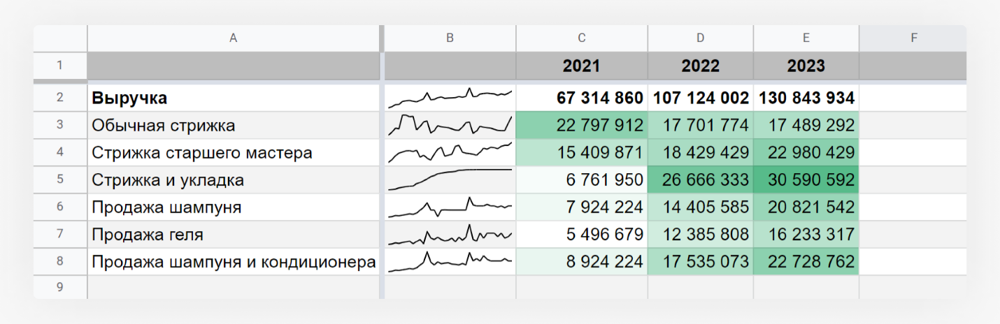 A B C D E F
1 2021 2022 2023
2 Выручка 67 314 860 107 124 002 130 843 934
3 Обычная стрижка 22 797 912 17 701 774 17 489 292
4 Стрижка старшего мастера 15 409 871 18 429 429 22 980 429
5 Стрижка и укладка 6 761 950 26 666 333 30 590 592
6 Продажа шампуня 7 924 224 14 405 585 20 821 542
7 Продажа геля 5 496 679 12 385 808 16 233 317
8 Продажа шампуня и кондиционера 8 924 224 17 535 073 22 728 762
9